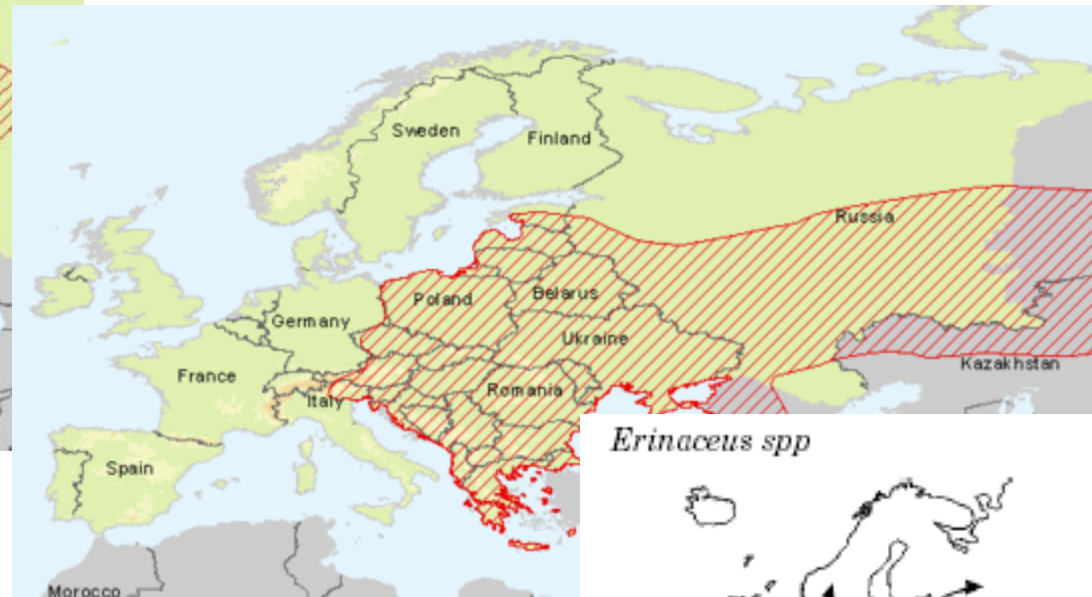 Sweden
Finland
Russia
Poland
Belarus
Germany
Ukraine
Kazakhstan
France
Romania
Italy
Erinaceus spp
Spain
Morocco